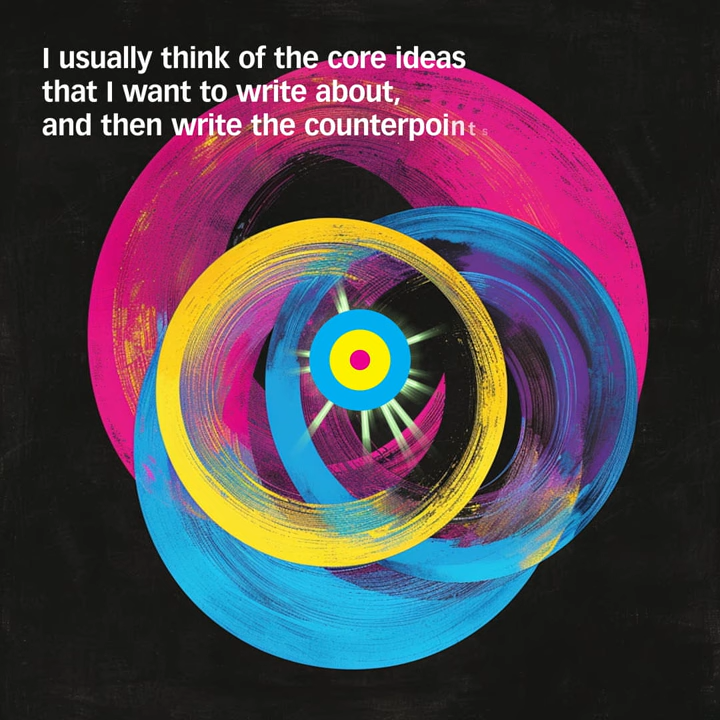 I usually think of the core ideas
that I want to write about,
and then write the counterpoints